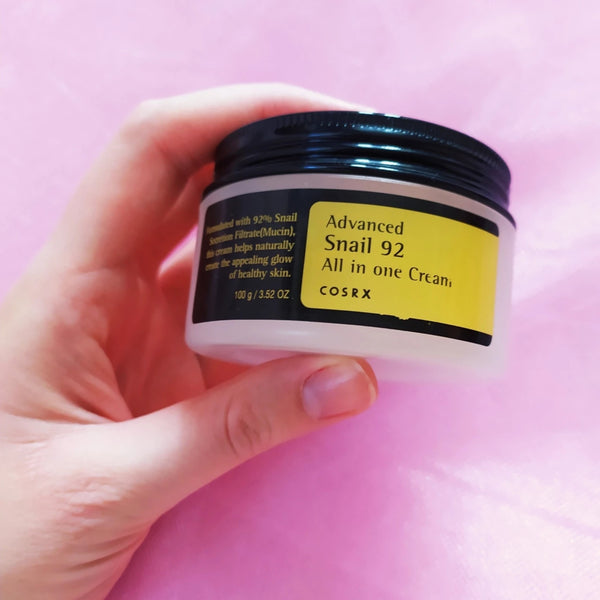 Formulated with 92% Snail
Secretion Filtrate(Mucin),
this cream helps naturally
create the appealing glow
of healthy skin.
100 g / 3.52 OZ
Advanced
Snail 92
All in one Cream
COSRX